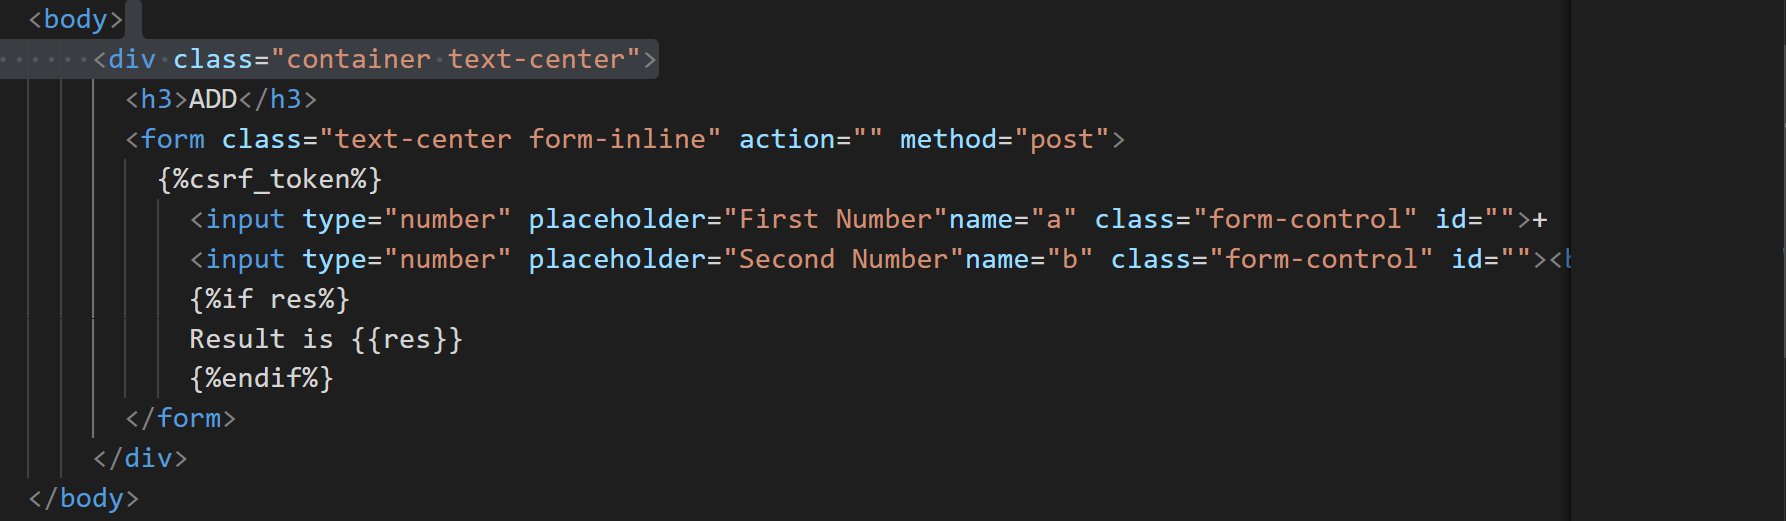 <body>
<div class="container text-center">
<h3>ADD</h3>
<form class="text-center form-inline" action="" method="post">
{%csrf_token%}
<input type="number" placeholder="First Number"name="a" class="form-control" id="">+
<input type="number" placeholder="Second Number"name="b" class="form-control" id=""><b
{%if res%}
Result is {{res}}
{%endif%}
</form>
</div>
</body>